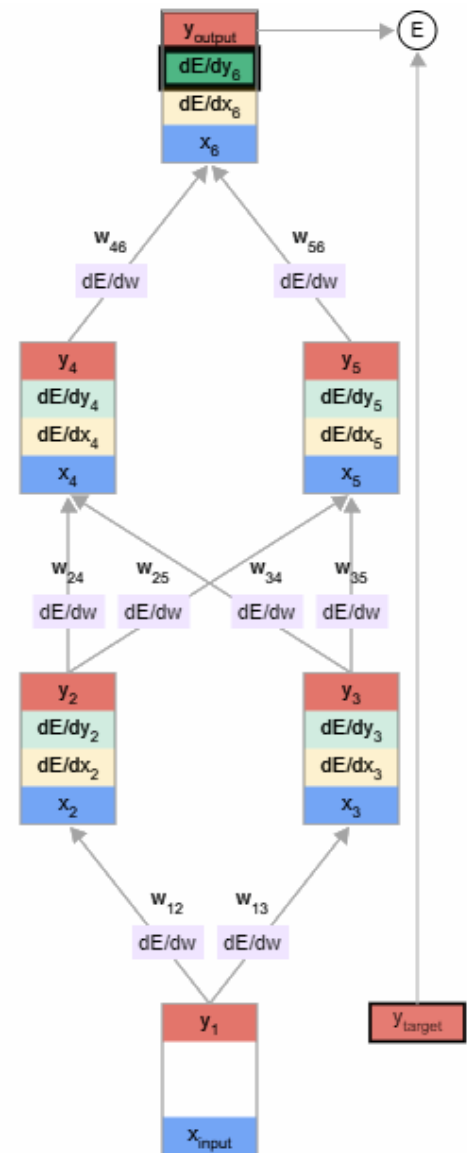 y_output E
dE/dy_6
dE/dx_6
x_6
w_46 w_56
dE/dw dE/dw
y_4 y_5
dE/dy_4 dE/dy_5
dE/dx_4 dE/dx_5
x_4 x_5
w_24 w_25 w_34 w_35
dE/dw dE/dw dE/dw dE/dw
y_2 y_3
dE/dy_2 dE/dy_3
dE/dx_2 dE/dx_3
x_2 x_3
w_12 w_13
dE/dw dE/dw
y_1 y_target
x_input